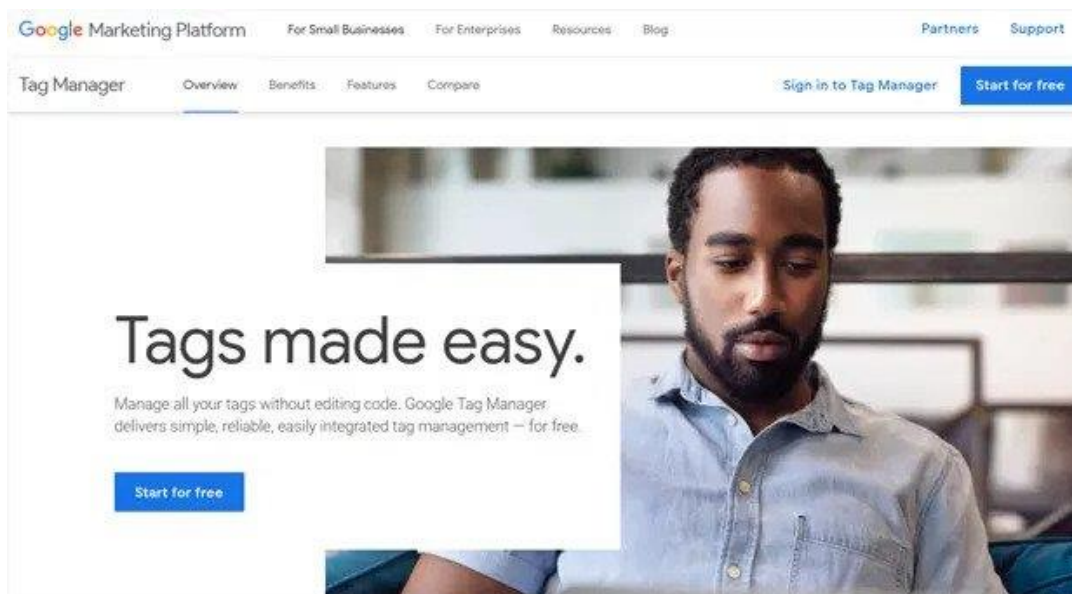 Google Marketing Platform For Small Businesses For Enterprises Resources Blog Partners Support
Tag Manager Overview Benefits Features Compare Sign in to Tag Manager Start for free
Tags made easy.
Manage all your tags without editing code. Google Tag Manager
delivers simple, reliable, easily integrated tag management — for free.
Start for free